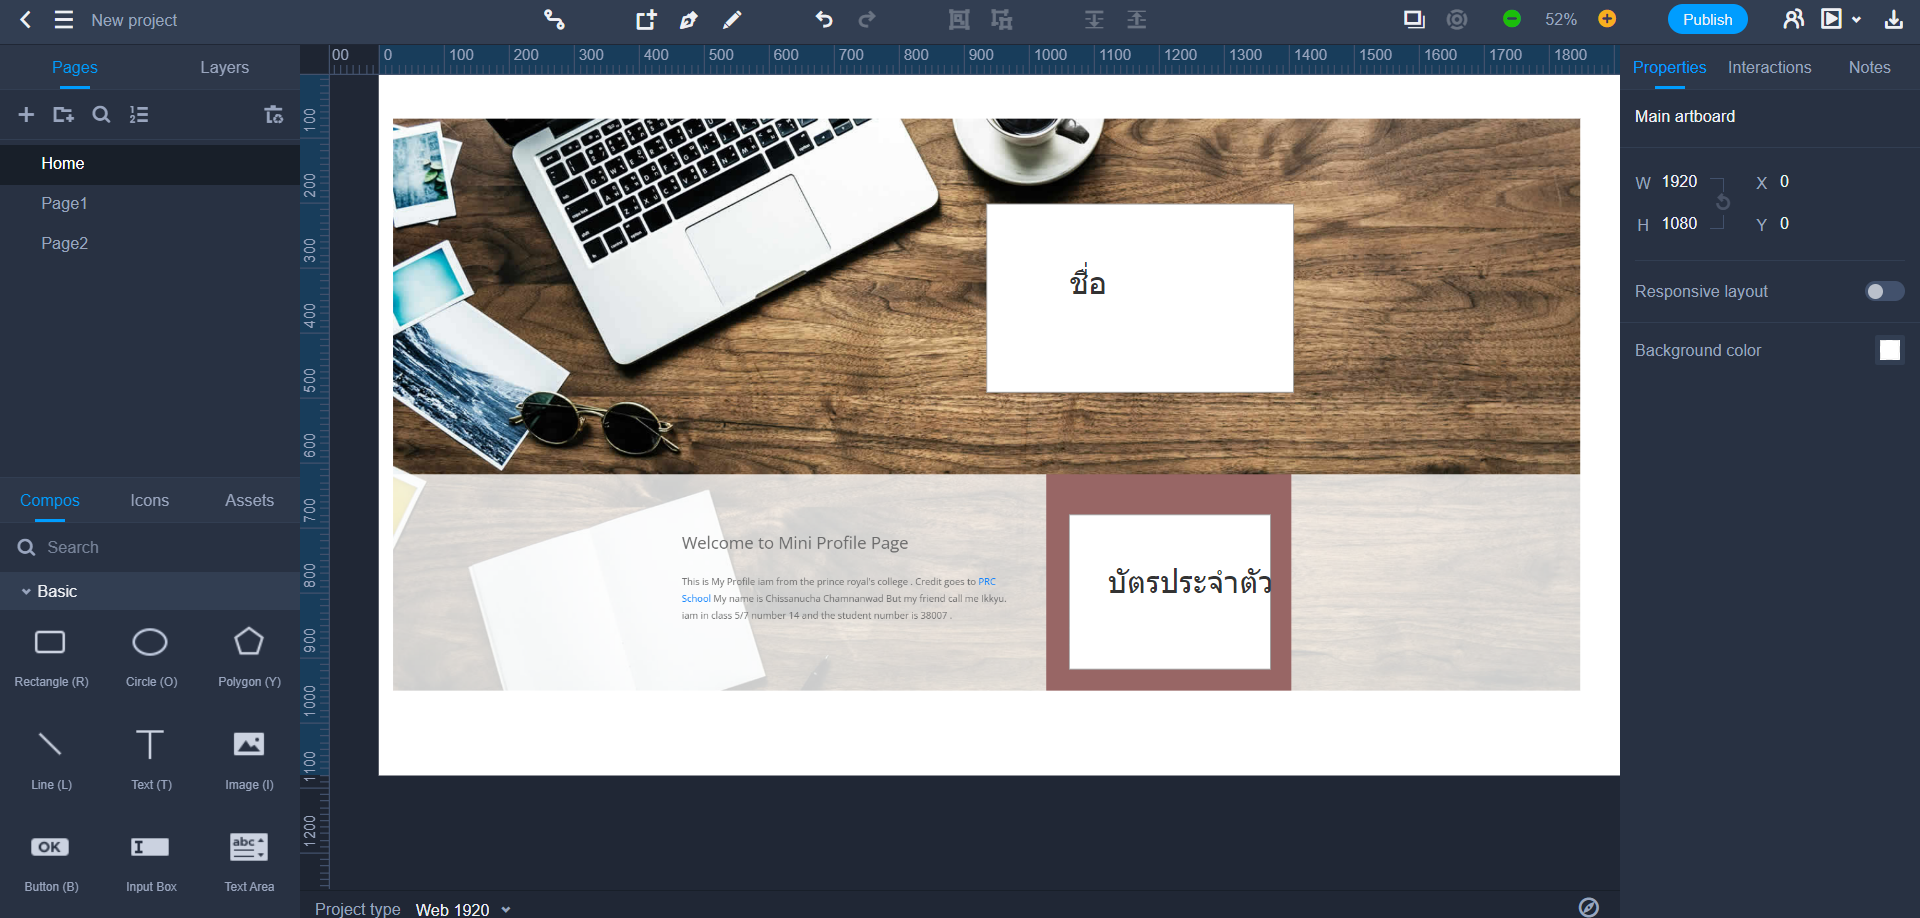 New project
52%
Publish
Pages
Layers
Properties
Interactions
Notes
00 0 100 200 300 400 500 600 700 800 900 1000 1100 1200 1300 1400 1500 1600 1700 1800
100
200
300
400
500
600
700
800
900
1000
1100
1200
Home
Page1
Page2
Main artboard
W 1920 X 0
H 1080 Y 0
Responsive layout
Background color
ชื่อ
Welcome to Mini Profile Page
This is My Profile iam from the prince royal's college . Credit goes to PRC
School My name is Chissanucha Chamnanwad But my friend call me Ikkyu.
iam in class 5/7 number 14 and the student number is 38007 .
บัตรประจำตัว
Compos
Icons
Assets
Search
Basic
Rectangle (R)
Circle (O)
Polygon (Y)
Line (L)
Text (T)
Image (I)
OK
abc
Button (B)
Input Box
Text Area
Project type Web 1920